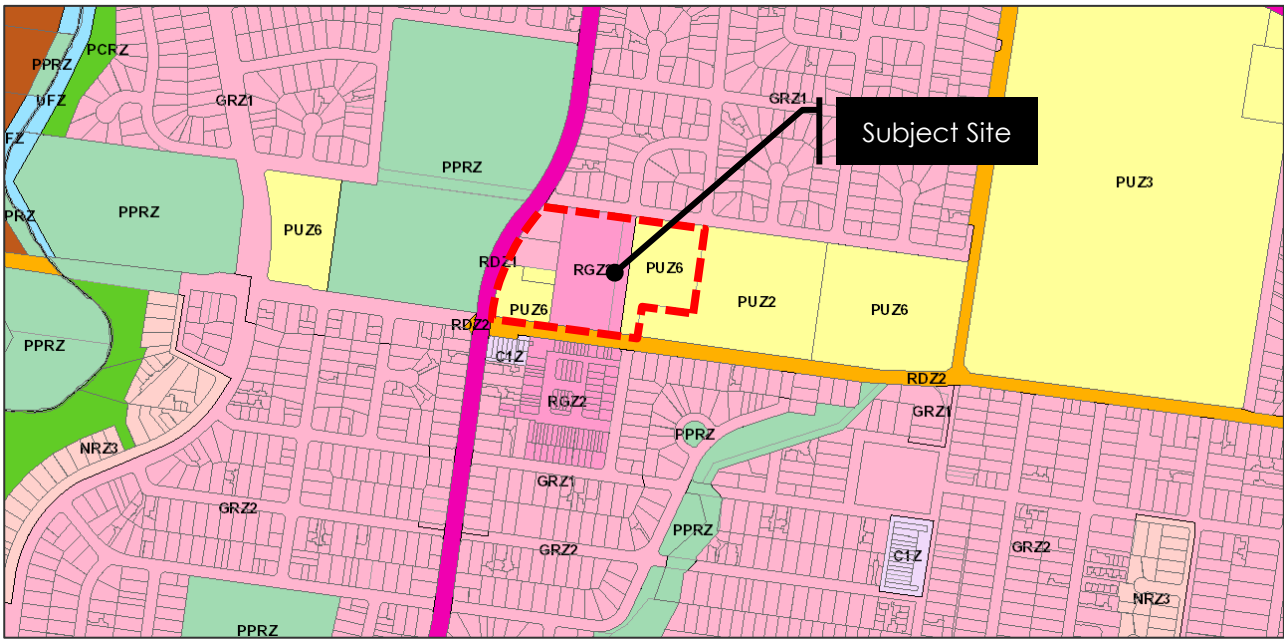 PCRZ
PPRZ
UFZ
GRZ1
GRZ1
Subject Site
FZ
PPRZ
PUZ3
PPRZ
PRZ
PUZ6
RDZ1
PUZ6
PUZ2
PUZ6
PUZ6
RDZ2
PPRZ
C1Z
RDZ2
RGZ2
GRZ1
PPRZ
NRZ3
GRZ1
GRZ2
GRZ2
PPRZ
GRZ2
C1Z
NRZ3
PPRZ